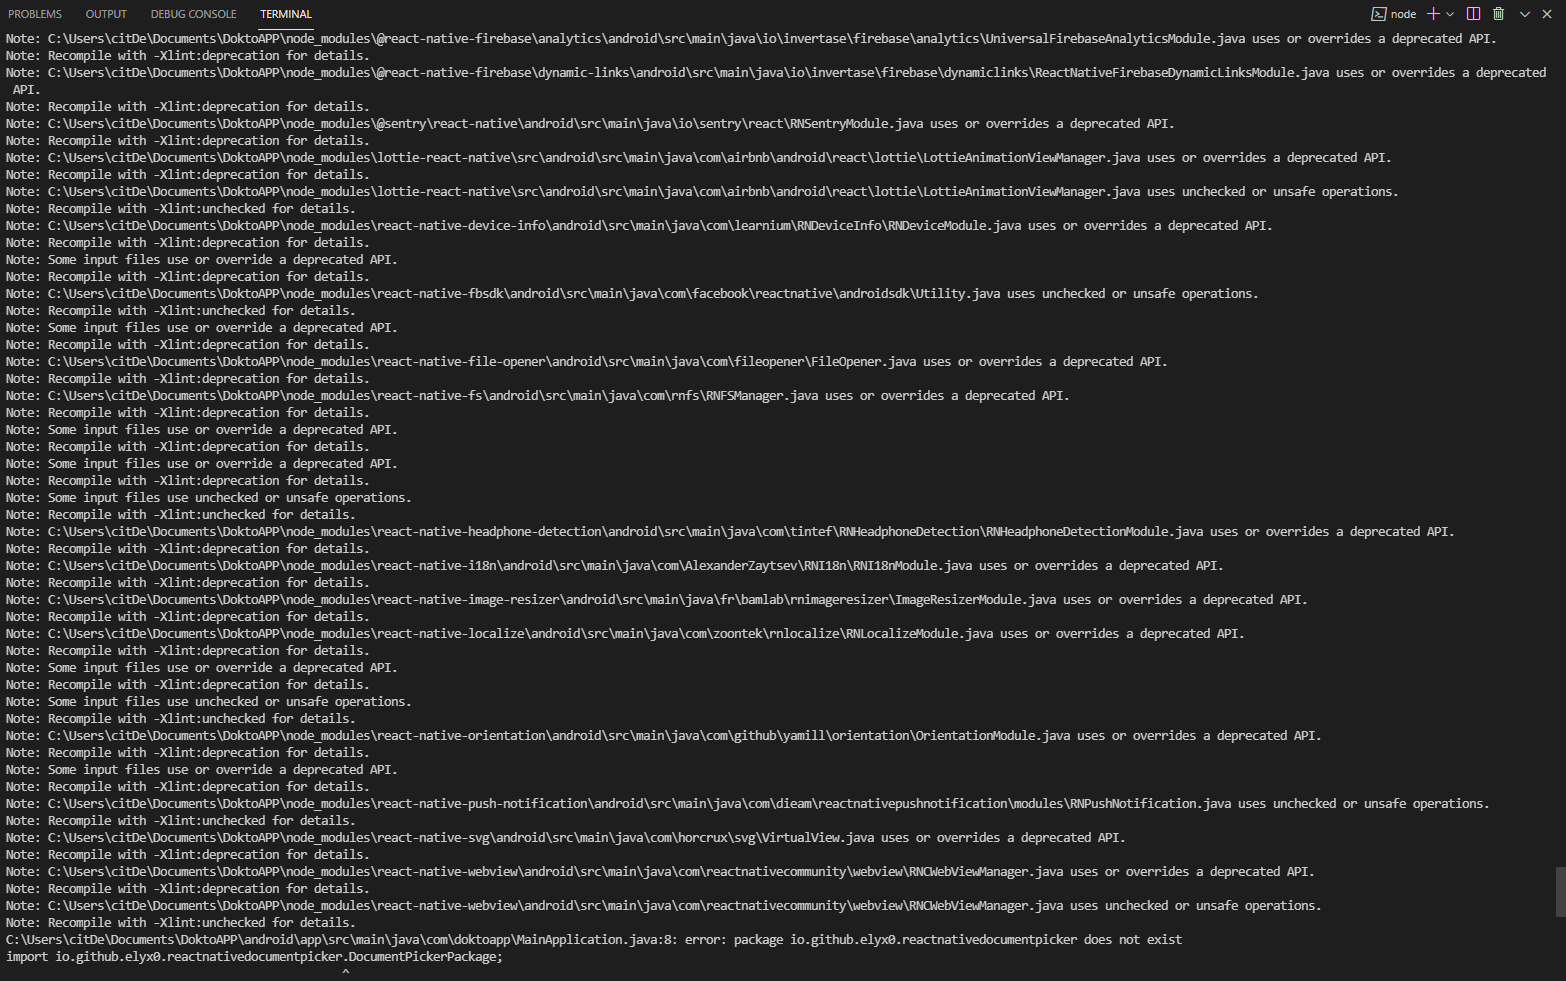 PROBLEMS OUTPUT DEBUG CONSOLE TERMINAL node
Note: C:\Users\citDe\Documents\DoktoAPP\node_modules\@react-native-firebase\analytics\android\src\main\java\io\invertase\firebase\analytics\UniversalFirebaseAnalyticsModule.java uses or overrides a deprecated API.
Note: Recompile with -Xlint:deprecation for details.
Note: C:\Users\citDe\Documents\DoktoAPP\node_modules\@react-native-firebase\dynamic-links\android\src\main\java\io\invertase\firebase\dynamiclinks\ReactNativeFirebaseDynamicLinksModule.java uses or overrides a deprecated
API.
Note: Recompile with -Xlint:deprecation for details.
Note: C:\Users\citDe\Documents\DoktoAPP\node_modules\@sentry\react-native\android\src\main\java\io\sentry\react\RNSentryModule.java uses or overrides a deprecated API.
Note: Recompile with -Xlint:deprecation for details.
Note: C:\Users\citDe\Documents\DoktoAPP\node_modules\lottie-react-native\src\android\src\main\java\com\airbnb\android\react\lottie\LottieAnimationViewManager.java uses or overrides a deprecated API.
Note: Recompile with -Xlint:deprecation for details.
Note: C:\Users\citDe\Documents\DoktoAPP\node_modules\lottie-react-native\src\android\src\main\java\com\airbnb\android\react\lottie\LottieAnimationViewManager.java uses unchecked or unsafe operations.
Note: Recompile with -Xlint:unchecked for details.
Note: C:\Users\citDe\Documents\DoktoAPP\node_modules\react-native-device-info\android\src\main\java\com\learnium\RNDeviceInfo\RNDeviceModule.java uses or overrides a deprecated API.
Note: Recompile with -Xlint:deprecation for details.
Note: Some input files use or override a deprecated API.
Note: Recompile with -Xlint:deprecation for details.
Note: C:\Users\citDe\Documents\DoktoAPP\node_modules\react-native-fbsdk\android\src\main\java\com\facebook\reactnative\androidsdk\Utility.java uses unchecked or unsafe operations.
Note: Recompile with -Xlint:unchecked for details.
Note: Some input files use or override a deprecated API.
Note: Recompile with -Xlint:deprecation for details.
Note: C:\Users\citDe\Documents\DoktoAPP\node_modules\react-native-file-opener\android\src\main\java\com\fileopener\FileOpener.java uses or overrides a deprecated API.
Note: Recompile with -Xlint:deprecation for details.
Note: C:\Users\citDe\Documents\DoktoAPP\node_modules\react-native-fs\android\src\main\java\com\rnfs\RNFSManager.java uses or overrides a deprecated API.
Note: Recompile with -Xlint:deprecation for details.
Note: Some input files use or override a deprecated API.
Note: Recompile with -Xlint:deprecation for details.
Note: Some input files use or override a deprecated API.
Note: Recompile with -Xlint:deprecation for details.
Note: Some input files use unchecked or unsafe operations.
Note: Recompile with -Xlint:unchecked for details.
Note: C:\Users\citDe\Documents\DoktoAPP\node_modules\react-native-headphone-detection\android\src\main\java\com\tintef\RNHeadphoneDetection\RNHeadphoneDetectionModule.java uses or overrides a deprecated API.
Note: Recompile with -Xlint:deprecation for details.
Note: C:\Users\citDe\Documents\DoktoAPP\node_modules\react-native-i18n\android\src\main\java\com\AlexanderZaytsev\RNI18n\RNI18nModule.java uses or overrides a deprecated API.
Note: Recompile with -Xlint:deprecation for details.
Note: C:\Users\citDe\Documents\DoktoAPP\node_modules\react-native-image-resizer\android\src\main\java\fr\bamlab\rnimageresizer\ImageResizerModule.java uses or overrides a deprecated API.
Note: Recompile with -Xlint:deprecation for details.
Note: C:\Users\citDe\Documents\DoktoAPP\node_modules\react-native-localize\android\src\main\java\com\zoontek\rnlocalize\RNLocalizeModule.java uses or overrides a deprecated API.
Note: Recompile with -Xlint:deprecation for details.
Note: Some input files use or override a deprecated API.
Note: Recompile with -Xlint:deprecation for details.
Note: Some input files use unchecked or unsafe operations.
Note: Recompile with -Xlint:unchecked for details.
Note: C:\Users\citDe\Documents\DoktoAPP\node_modules\react-native-orientation\android\src\main\java\com\github\yamill\orientation\OrientationModule.java uses or overrides a deprecated API.
Note: Recompile with -Xlint:deprecation for details.
Note: Some input files use or override a deprecated API.
Note: Recompile with -Xlint:deprecation for details.
Note: C:\Users\citDe\Documents\DoktoAPP\node_modules\react-native-push-notification\android\src\main\java\com\dieam\reactnativepushnotification\modules\RNPushNotification.java uses unchecked or unsafe operations.
Note: Recompile with -Xlint:unchecked for details.
Note: C:\Users\citDe\Documents\DoktoAPP\node_modules\react-native-svg\android\src\main\java\com\horcrux\svg\VirtualView.java uses or overrides a deprecated API.
Note: Recompile with -Xlint:deprecation for details.
Note: C:\Users\citDe\Documents\DoktoAPP\node_modules\react-native-webview\android\src\main\java\com\reactnativecommunity\webview\RNCWebViewManager.java uses or overrides a deprecated API.
Note: Recompile with -Xlint:deprecation for details.
Note: C:\Users\citDe\Documents\DoktoAPP\node_modules\react-native-webview\android\src\main\java\com\reactnativecommunity\webview\RNCWebViewManager.java uses unchecked or unsafe operations.
Note: Recompile with -Xlint:unchecked for details.
C:\Users\citDe\Documents\DoktoAPP\android\app\src\main\java\com\doktoapp\MainApplication.java:8: error: package io.github.elyx0.reactnativedocumentpicker does not exist
import io.github.elyx0.reactnativedocumentpicker.DocumentPickerPackage;
^